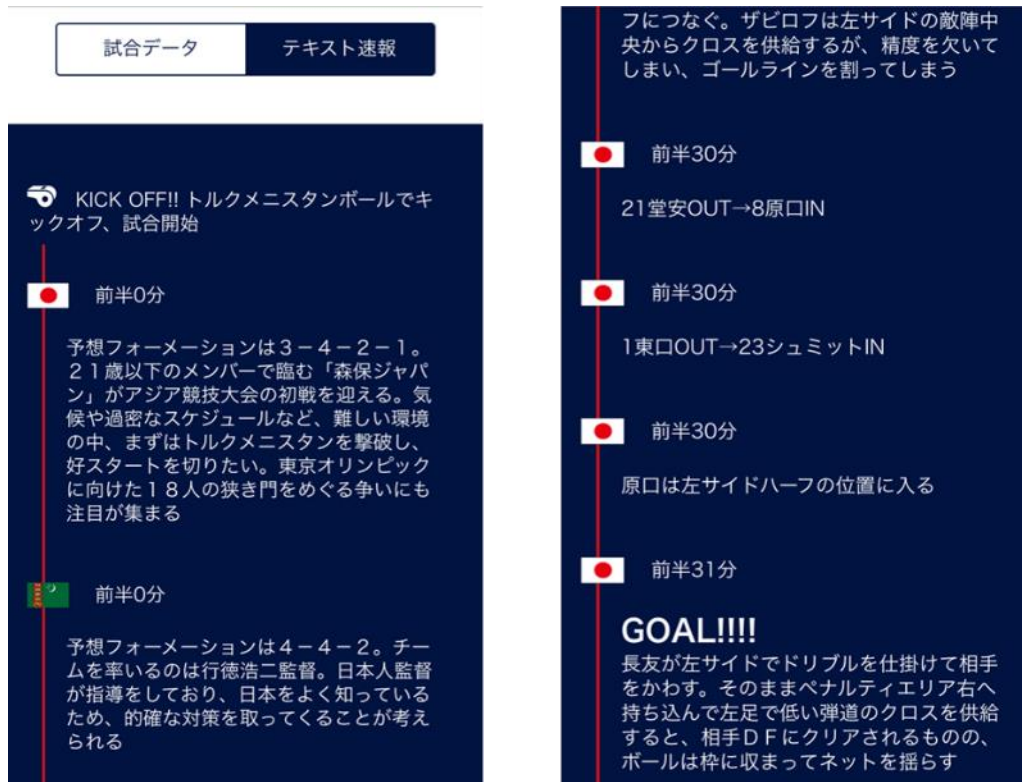 試合データ
テキスト速報
KICK OFF!! トルクメニスタンボールでキ
ックオフ、試合開始
前半0分
予想フォーメーションは３－４－２－１。
２１歳以下のメンバーで臨む「森保ジャパ
ン」がアジア競技大会の初戦を迎える。気
候や過密なスケジュールなど、難しい環境
の中、まずはトルクメニスタンを撃破し、
好スタートを切りたい。東京オリンピック
に向けた１８人の狭き門をめぐる争いにも
注目が集まる
前半0分
予想フォーメーションは４－４－２。チー
ムを率いるのは行徳浩二監督。日本人監督
が指導をしており、日本をよく知っている
ため、的確な対策を取ってくることが考え
られる
フにつなぐ。ザビロフは左サイドの敵陣中
央からクロスを供給するが、精度を欠いて
しまい、ゴールラインを割ってしまう
前半30分
21堂安OUT→8原口IN
前半30分
1東口OUT→23シュミットIN
前半30分
原口は左サイドハーフの位置に入る
前半31分
GOAL!!!!
長友が左サイドでドリブルを仕掛けて相手
をかわす。そのままペナルティエリア右へ
持ち込んで左足で低い弾道のクロスを供給
すると、相手ＤＦにクリアされるものの、
ボールは枠に収まってネットを揺らす